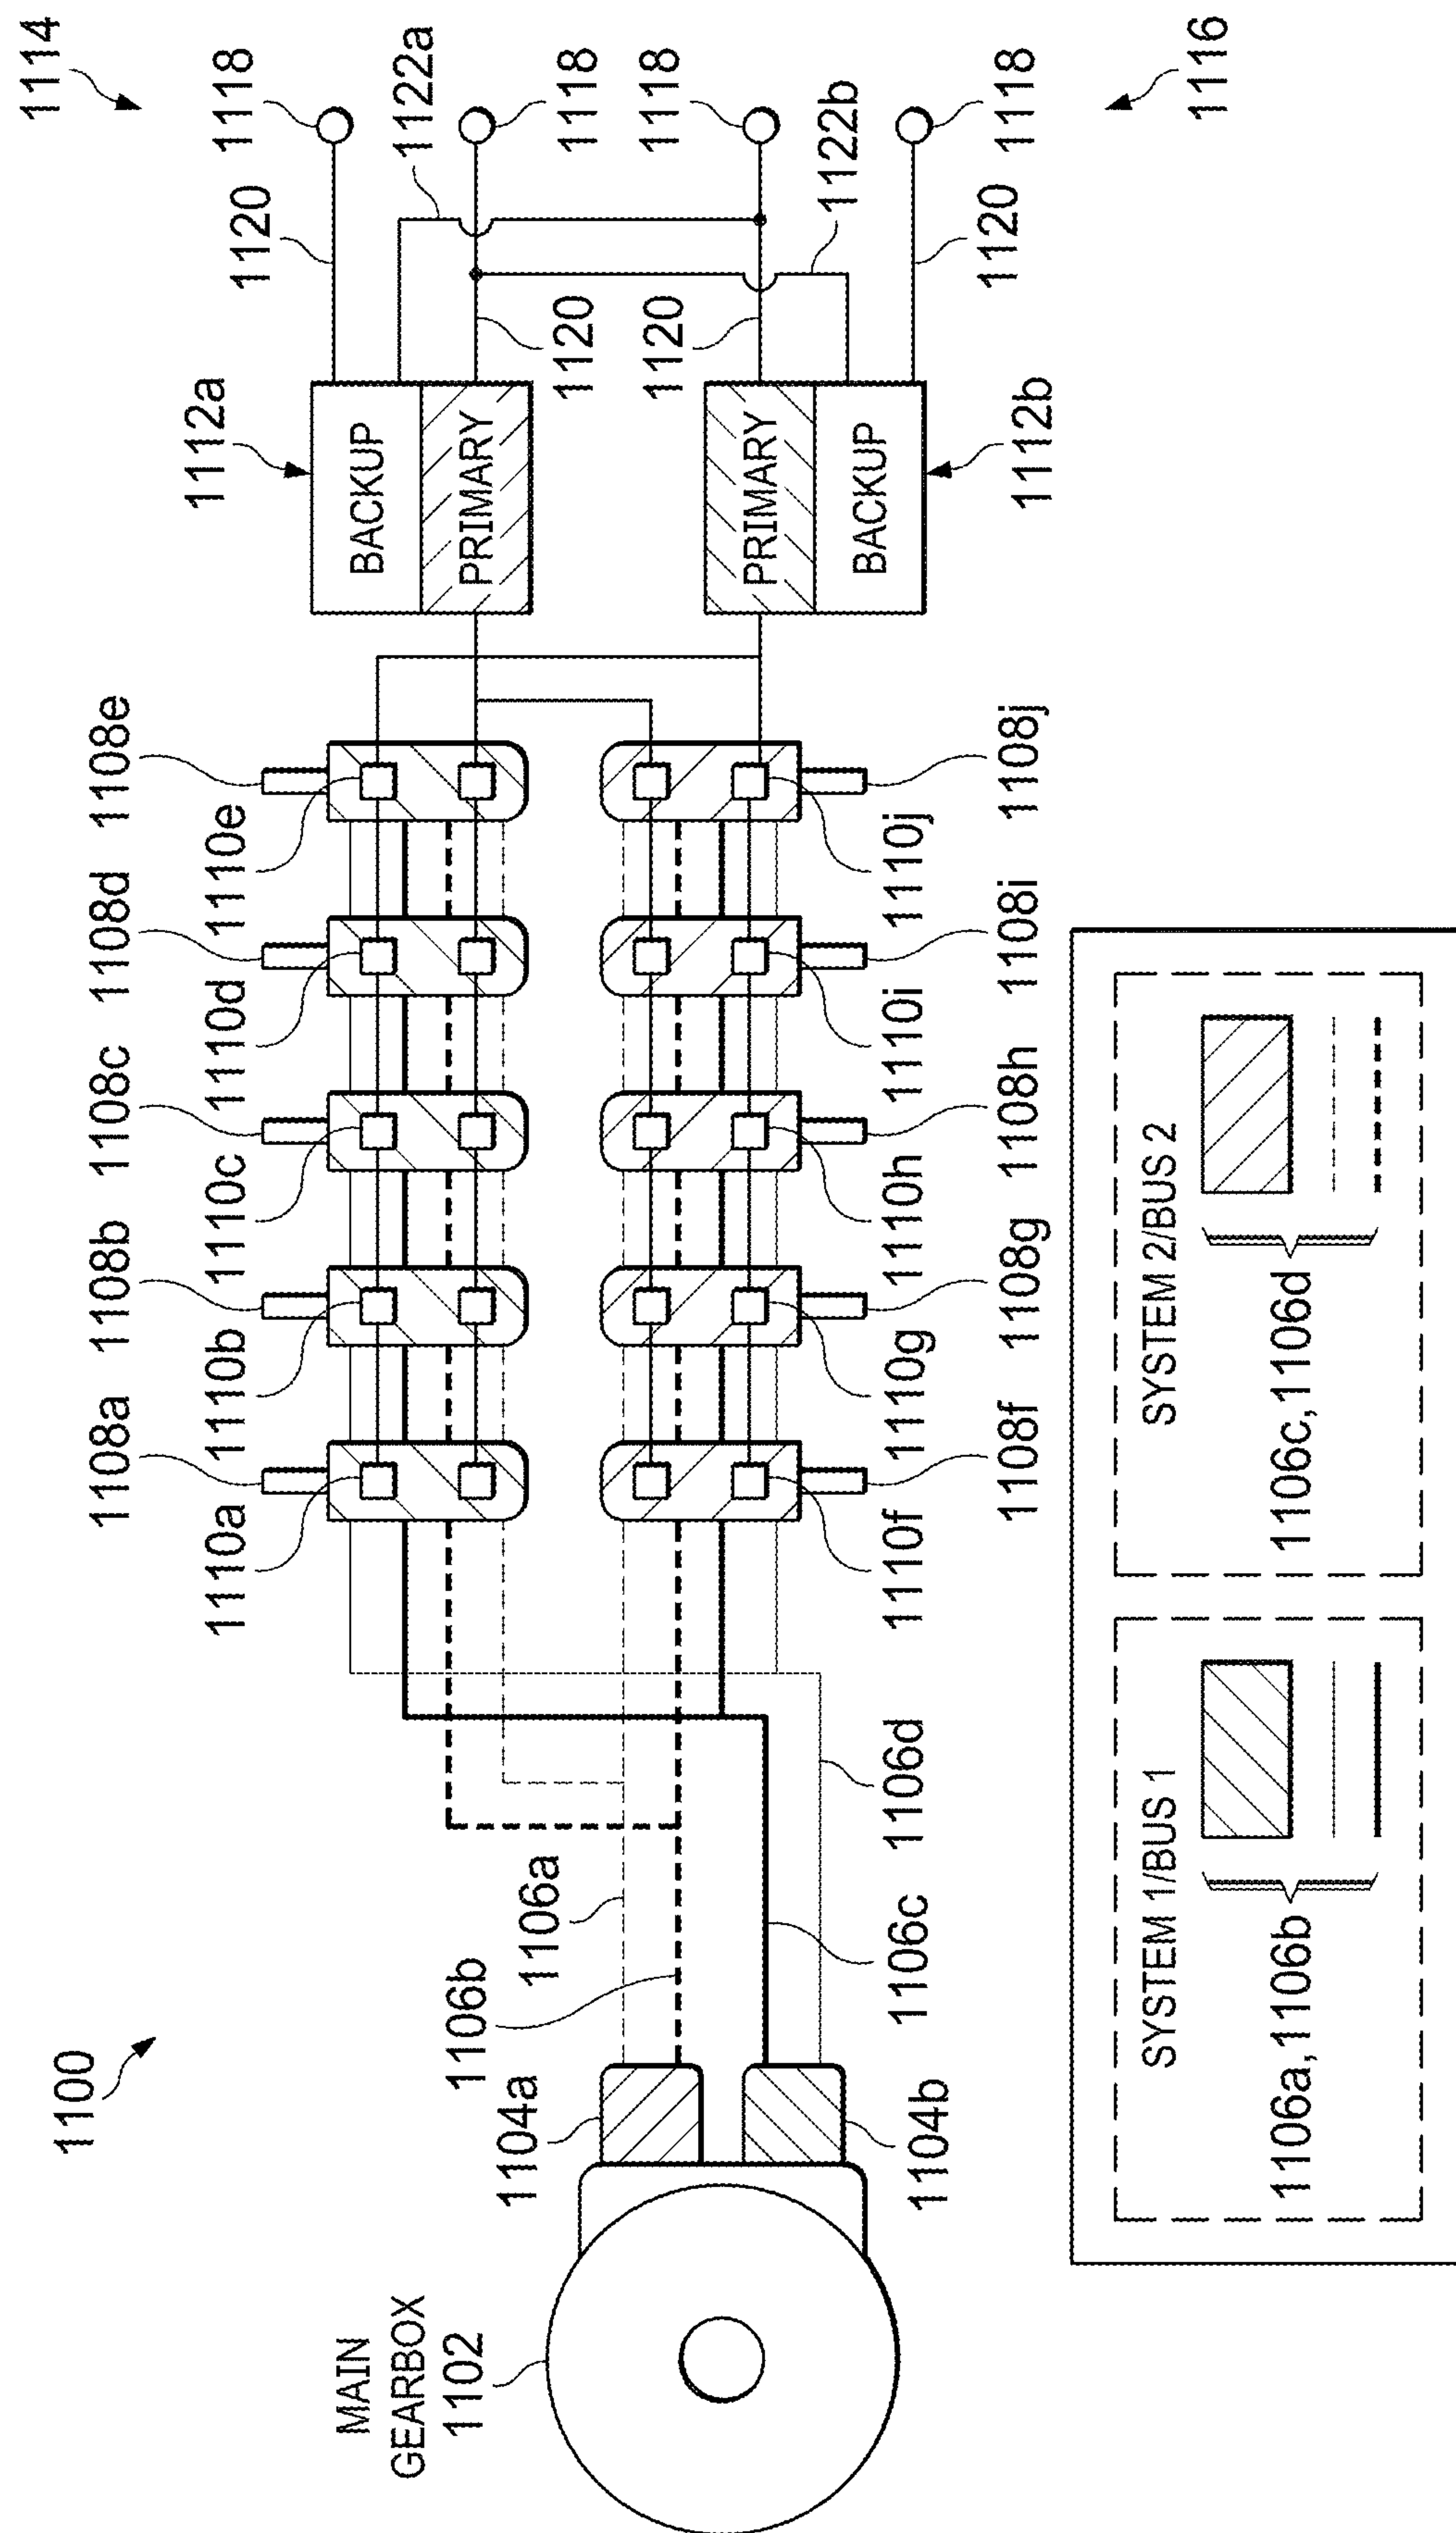 1100
MAIN
GEARBOX
1102
1104a
1104b
1106b
1106a
1106c
1106d
1108a
1110a
1108b
1110b
1108c
1110c
1108d
1110d
1108e
1110e
1110f
1108f
1110g
1108g
1110h
1108h
1110i
1108i
1110j
1108j
1112a
BACKUP
PRIMARY
PRIMARY
BACKUP
1112b
1120
1120
1120
1120
1122a
1122b
1118
1118
1118
1118
1114
1116
SYSTEM 1/BUS 1
1106a,1106b
SYSTEM 2/BUS 2
1106c,1106d